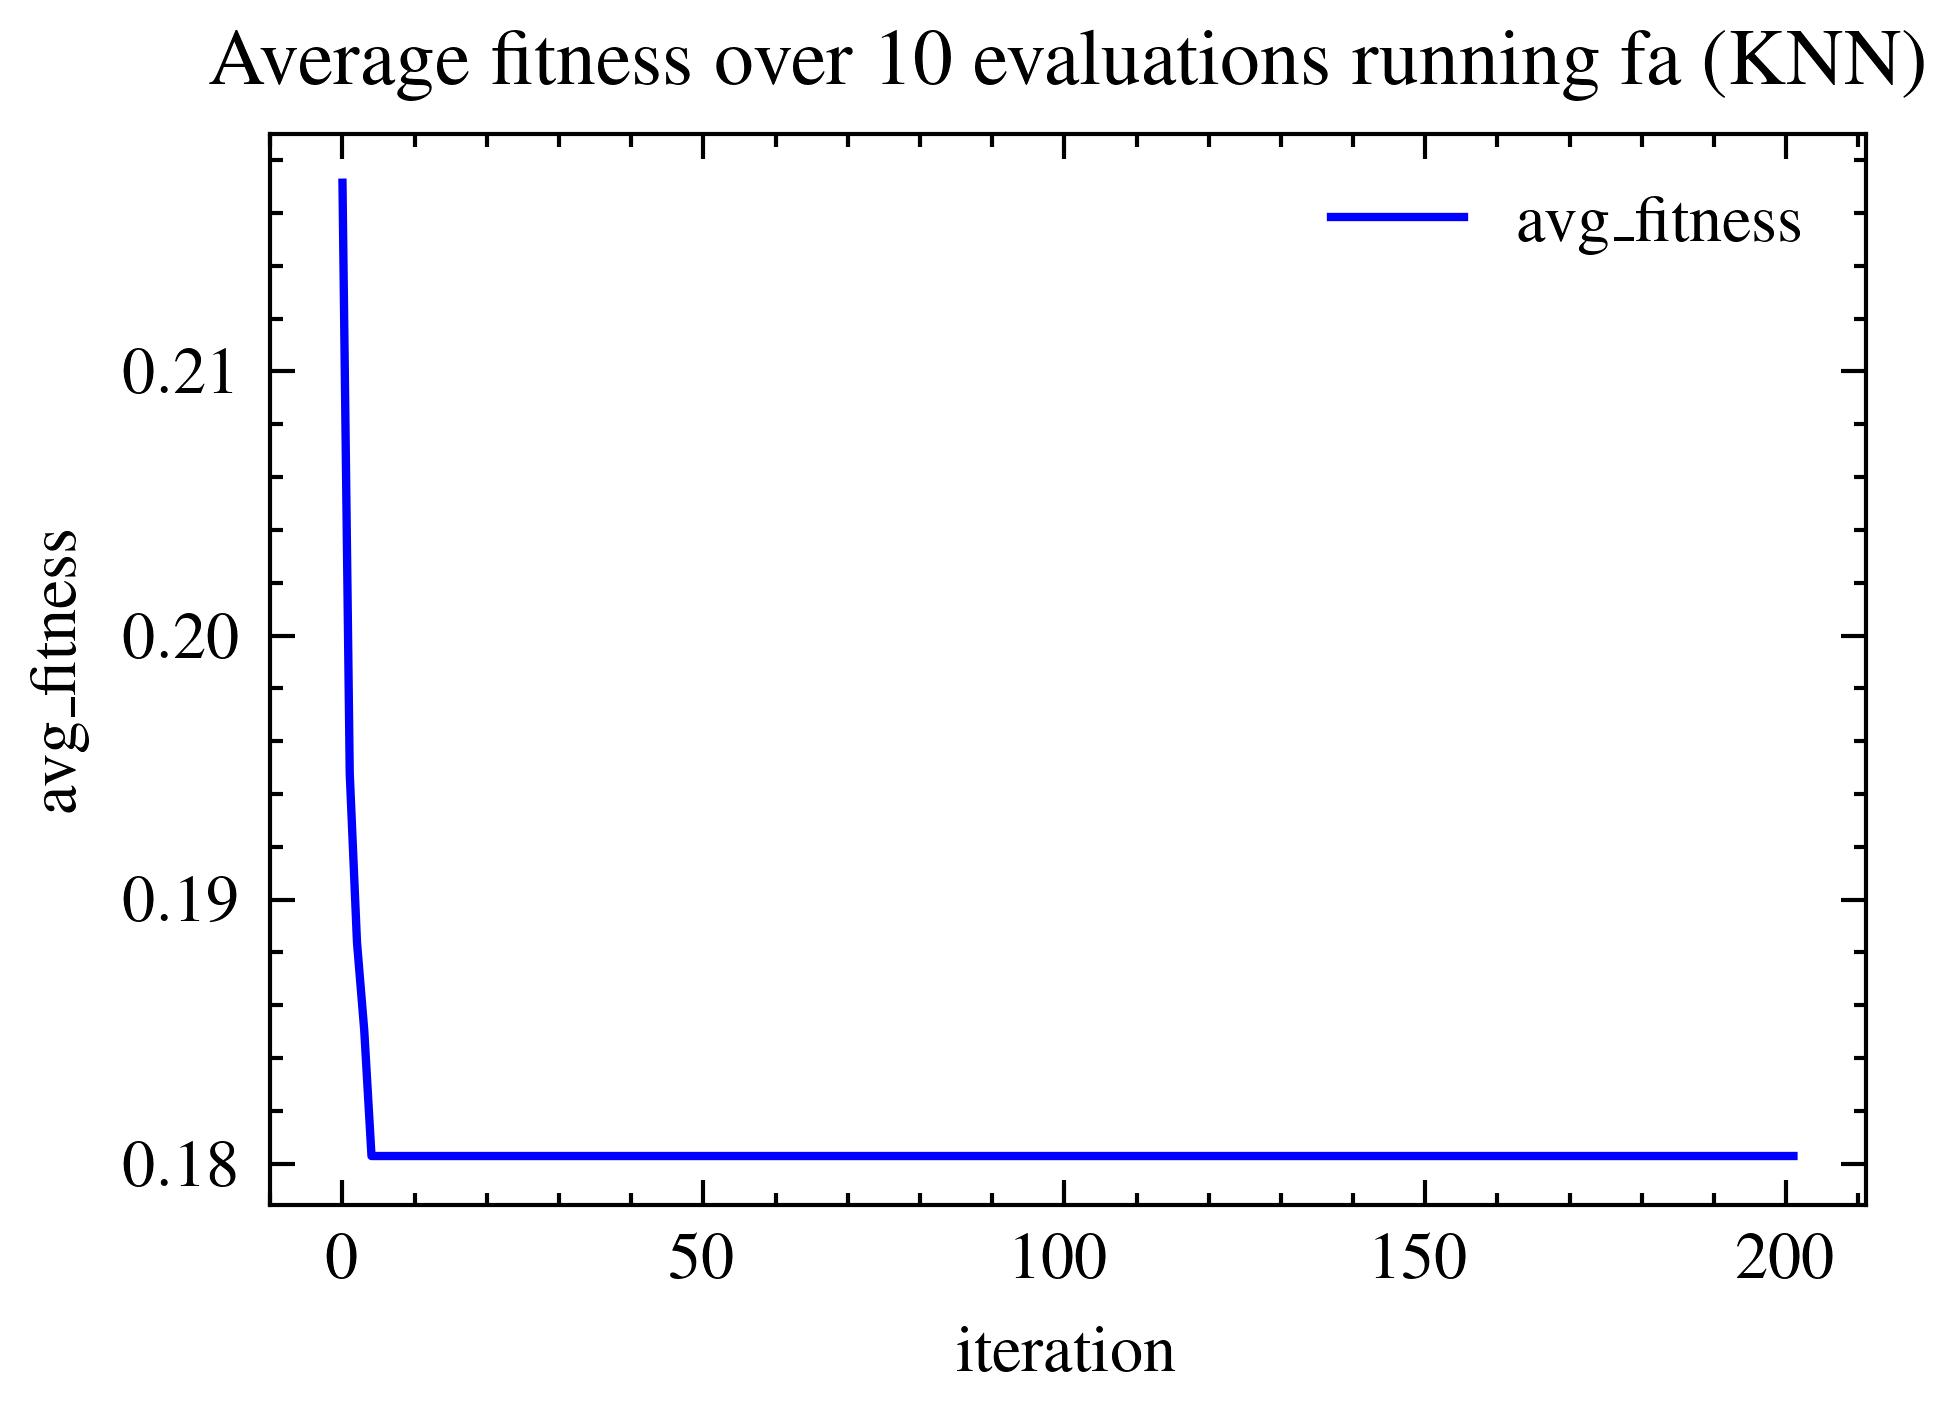 Average fitness over 10 evaluations running fa (KNN)
avg_fitness
0.21
0.20
0.19
0.18
avg_fitness
0 50 100 150 200
iteration